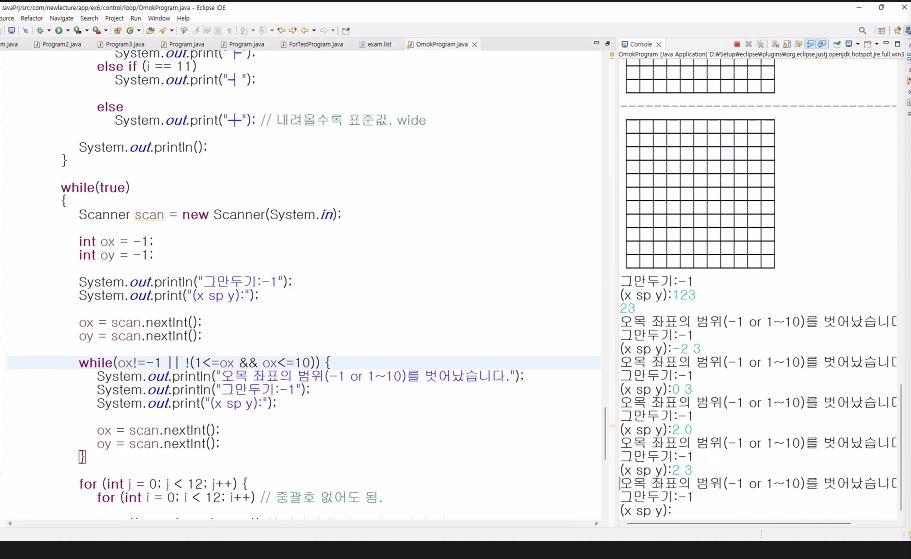 JavaPrj/src/com/newlecture/app/ex6/control/loop/OmokProgram.java - Eclipse IDE
Refactor Navigate Search Project Run Window Help
m.java Program2.java Program3.java Program.java Program.java ForTestProgram.java exam.list OmokProgram.java
System.out.print("┣");
else if (i == 11)
System.out.print("┫");
else
System.out.print("╋"); // 내려올수록 표준값. wide
System.out.println();
}
while(true)
{
Scanner scan = new Scanner(System.in);
int ox = -1;
int oy = -1;
System.out.println("그만두기:-1");
System.out.print("(x sp y):");
ox = scan.nextInt();
oy = scan.nextInt();
while(ox!=-1 || !(1<=ox && ox<=10)) {
System.out.println("오목 좌표의 범위(-1 or 1~10)를 벗어났습니다.");
System.out.println("그만두기:-1");
System.out.print("(x sp y):");
ox = scan.nextInt();
oy = scan.nextInt();
}
for (int j = 0; j < 12; j++) {
for (int i = 0; i < 12; i++) // 중괄호 없어도 됨.
Console
OmokProgram [Java Application] D:#Setup#eclipse#plugins#org.eclipse.justj.openjdk.hotspot.jre.full.win3
그만두기:-1
(x sp y):123
23
오목 좌표의 범위(-1 or 1~10)를 벗어났습니다
그만두기:-1
(x sp y):-2 3
오목 좌표의 범위(-1 or 1~10)를 벗어났습니다
그만두기:-1
(x sp y):0 3
오목 좌표의 범위(-1 or 1~10)를 벗어났습니다
그만두기:-1
(x sp y):2 0
오목 좌표의 범위(-1 or 1~10)를 벗어났습니다
그만두기:-1
(x sp y):2 3
오목 좌표의 범위(-1 or 1~10)를 벗어났습니다
그만두기:-1
(x sp y):